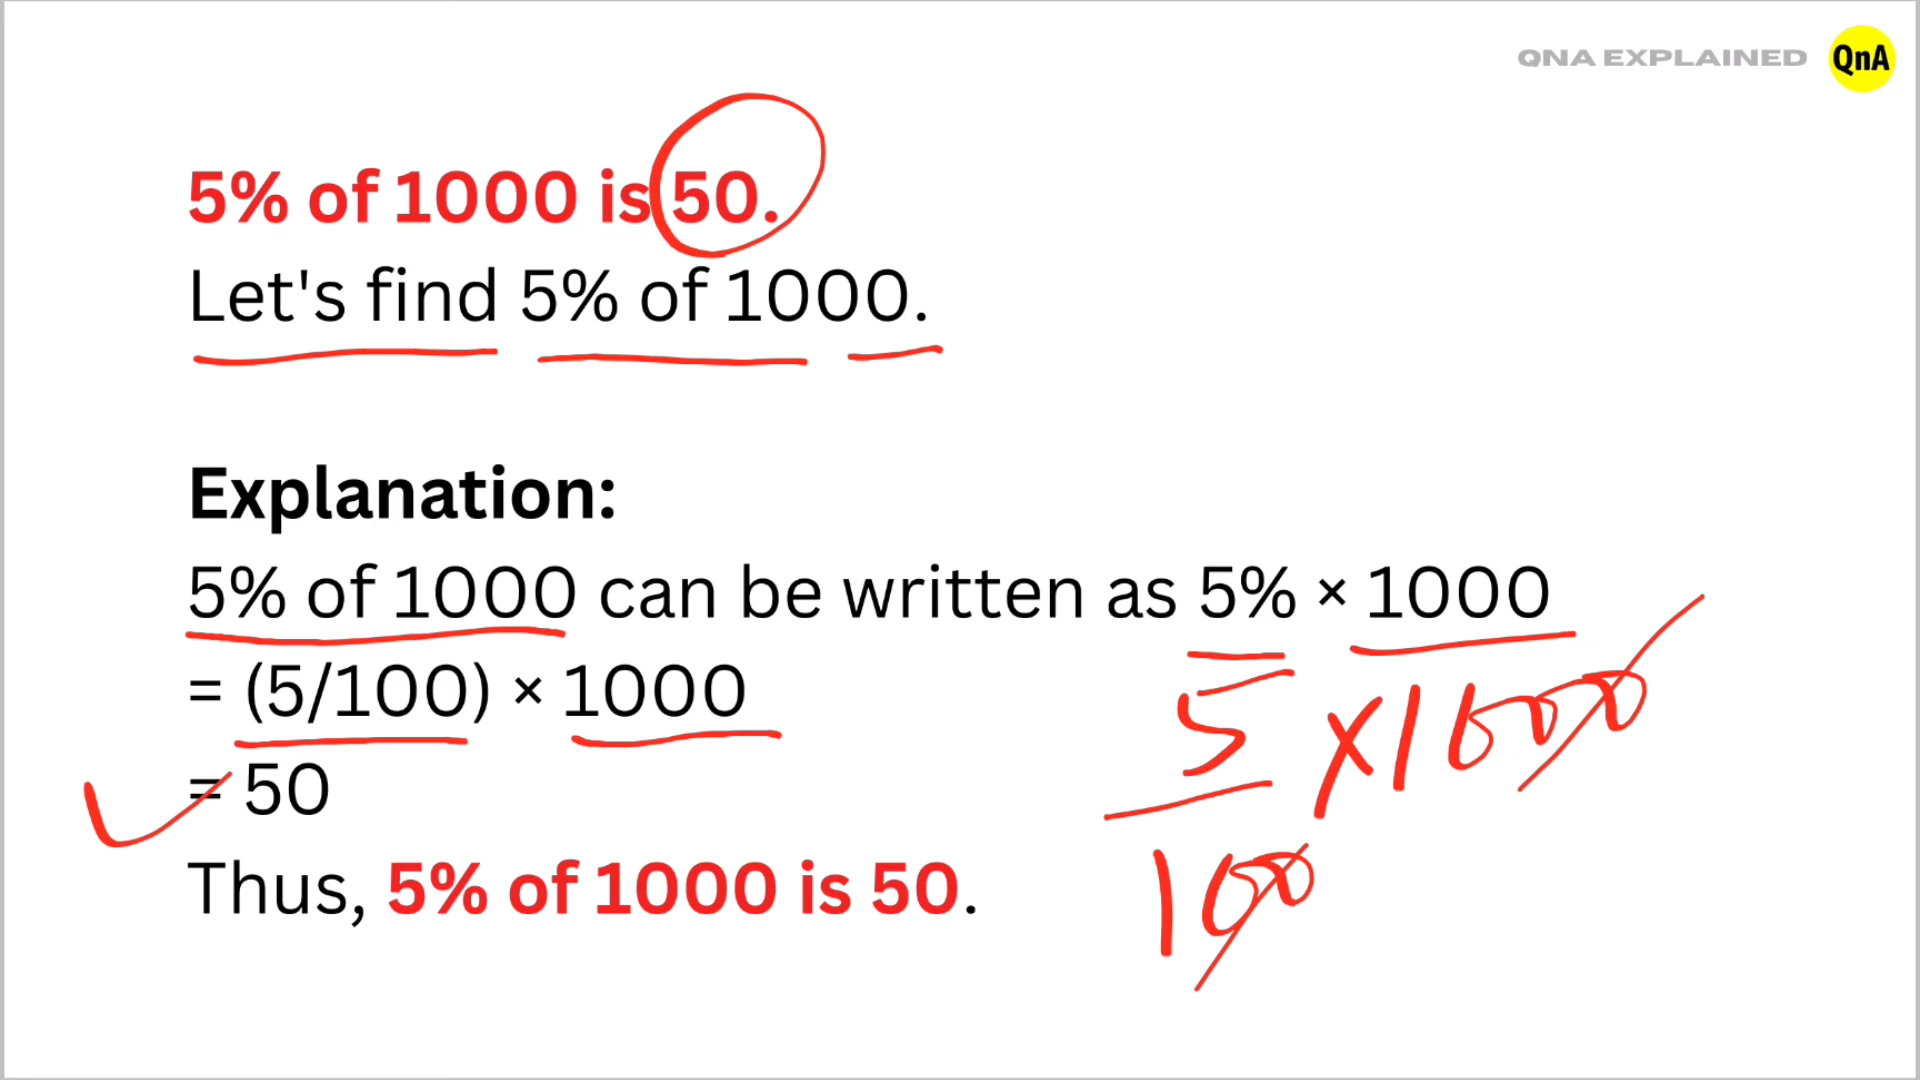 QNA EXPLAINED QnA
5% of 1000 is 50.
Let's find 5% of 1000.
Explanation:
5% of 1000 can be written as 5% × 1000
= (5/100) × 1000
5 × 1000
= 50
100
Thus, 5% of 1000 is 50.